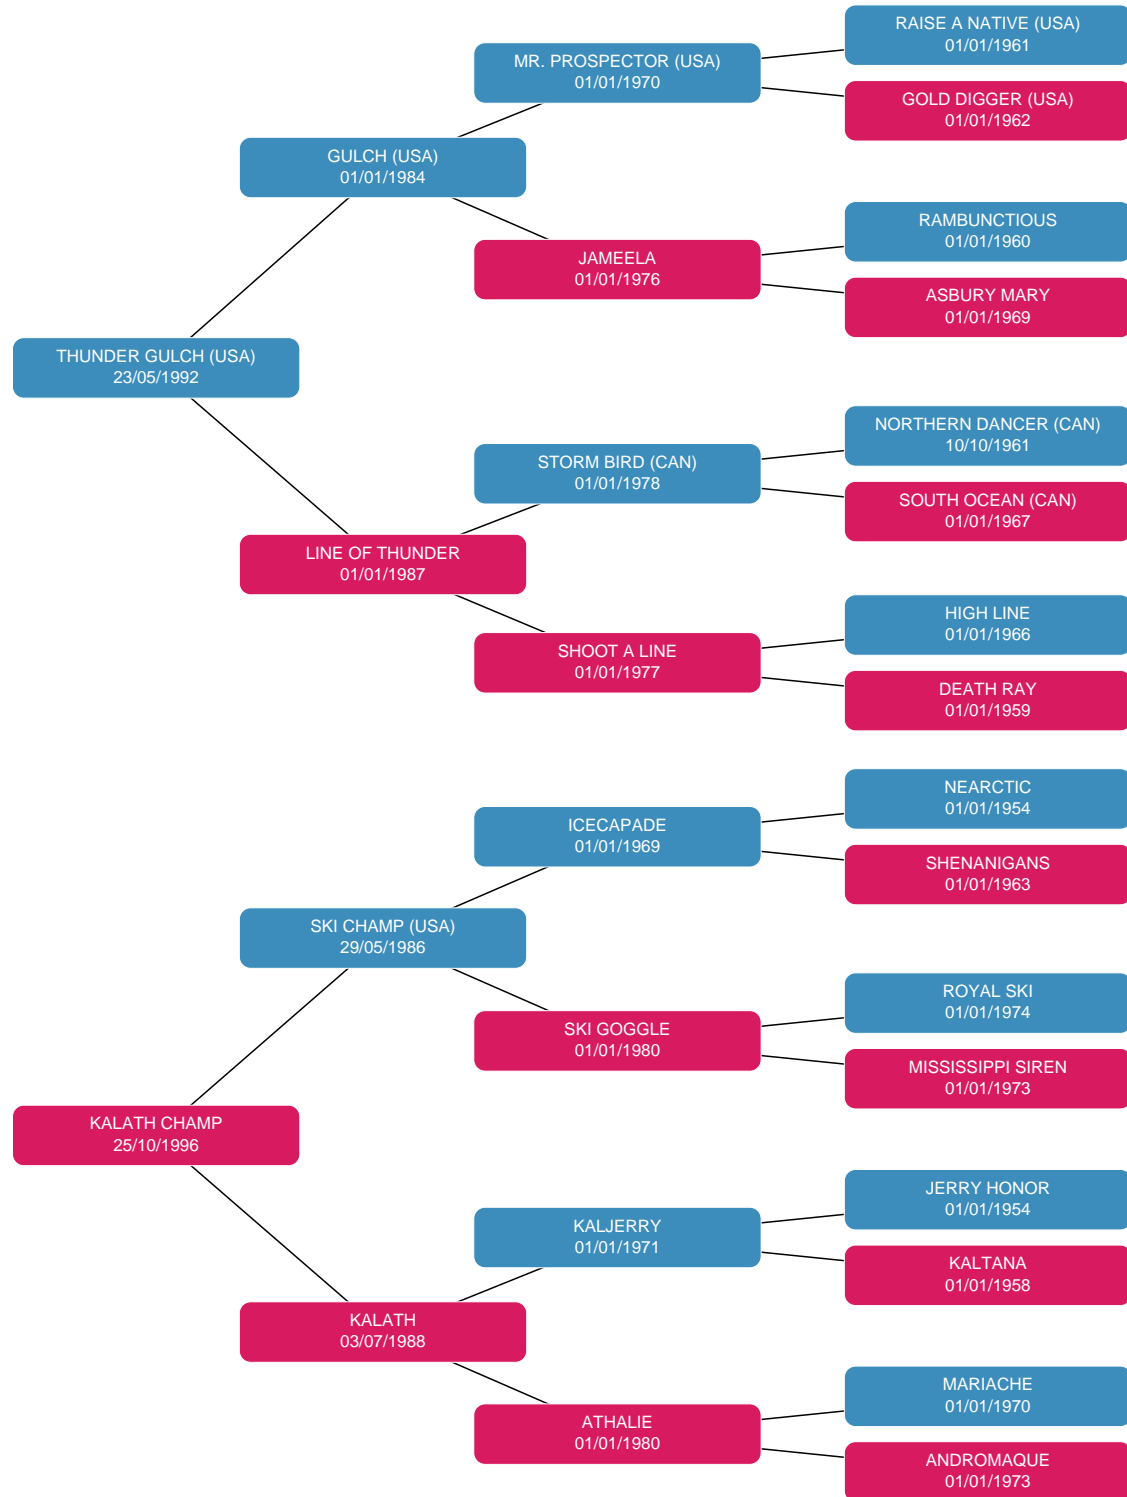 RAISE A NATIVE (USA)
01/01/1961
MR. PROSPECTOR (USA)
01/01/1970
GOLD DIGGER (USA)
01/01/1962
GULCH (USA)
01/01/1984
RAMBUNCTIOUS
01/01/1960
JAMEELA
01/01/1976
ASBURY MARY
01/01/1969
THUNDER GULCH (USA)
23/05/1992
NORTHERN DANCER (CAN)
10/10/1961
STORM BIRD (CAN)
01/01/1978
SOUTH OCEAN (CAN)
01/01/1967
LINE OF THUNDER
01/01/1987
HIGH LINE
01/01/1966
SHOOT A LINE
01/01/1977
DEATH RAY
01/01/1959
NEARCTIC
01/01/1954
ICECAPADE
01/01/1969
SHENANIGANS
01/01/1963
SKI CHAMP (USA)
29/05/1986
ROYAL SKI
01/01/1974
SKI GOGGLE
01/01/1980
MISSISSIPPI SIREN
01/01/1973
KALATH CHAMP
25/10/1996
JERRY HONOR
01/01/1954
KALJERRY
01/01/1971
KALTANA
01/01/1958
KALATH
03/07/1988
MARIACHE
01/01/1970
ATHALIE
01/01/1980
ANDROMAQUE
01/01/1973